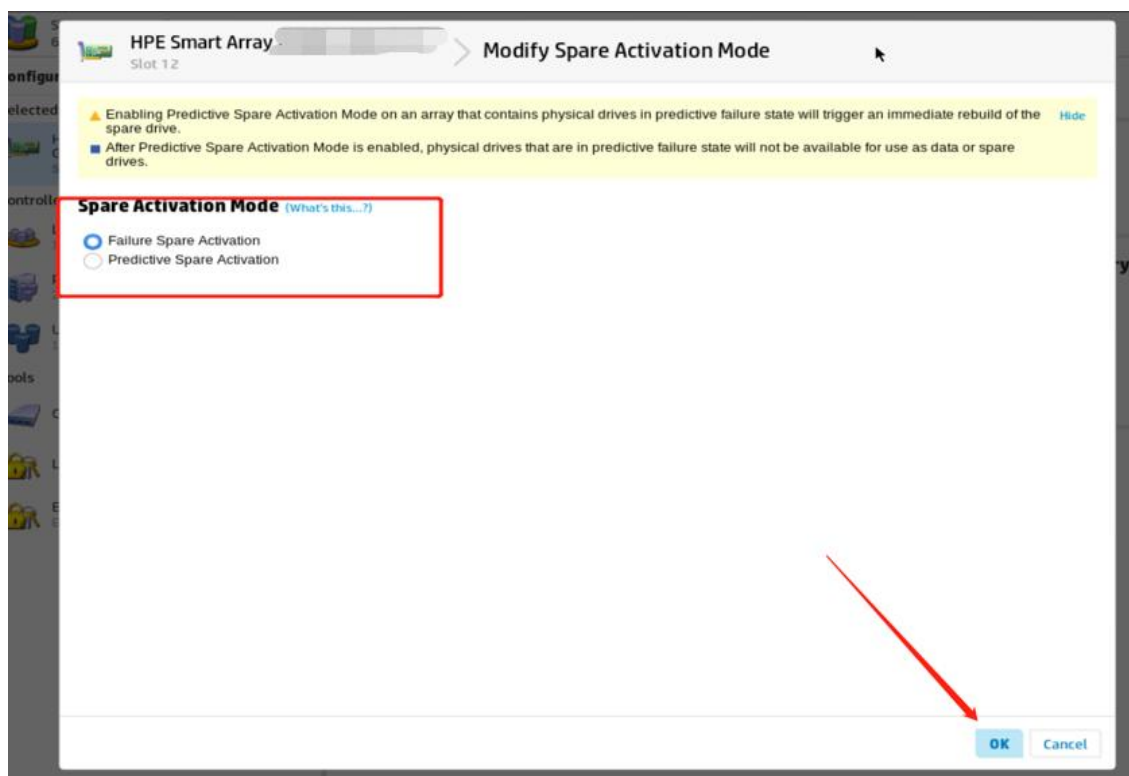 HPE Smart Array
Slot 12
Modify Spare Activation Mode
Enabling Predictive Spare Activation Mode on an array that contains physical drives in predictive failure state will trigger an immediate rebuild of the
spare drive.
Hide
After Predictive Spare Activation Mode is enabled, physical drives that are in predictive failure state will not be available for use as data or spare
drives.
Spare Activation Mode (What's this...?)
Failure Spare Activation
Predictive Spare Activation
OK
Cancel